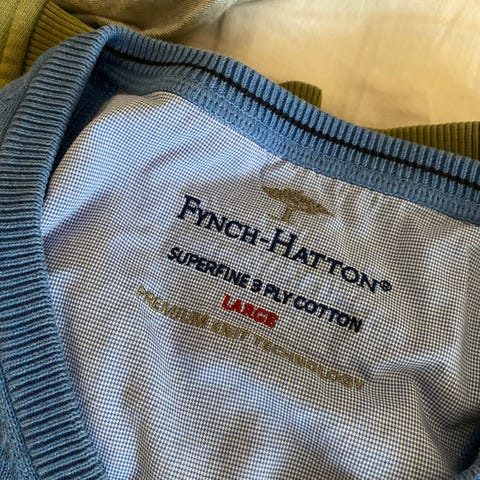 FYNCH-HATTON®
SUPERFINE 3 PLY COTTON
LARGE
PREMIUM KNIT TECHNOLOGY